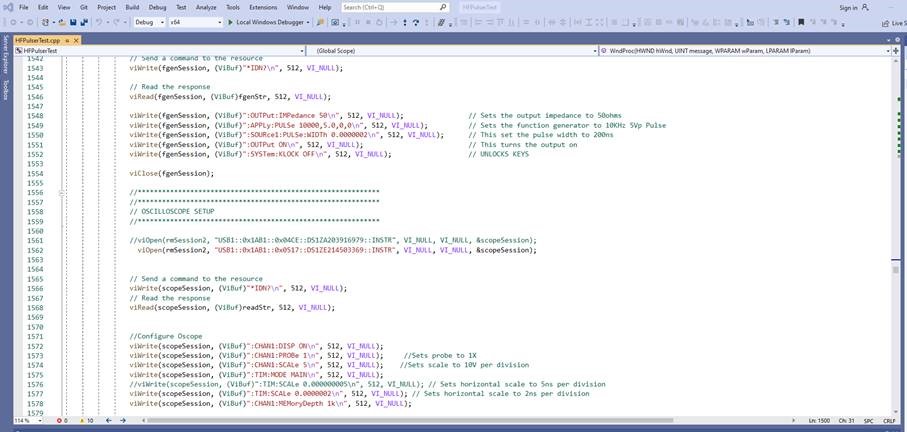 File Edit View Git Project Build Debug Test Analyze Tools Extensions Window Help Search (Ctrl+Q) HFPulserTest Sign in
Debug x64 Local Windows Debugger Live S
Server Explorer
Toolbox
HFPulserTest.cpp
HFPulserTest (Global Scope) WndProc(HWND hWnd, UINT message, WPARAM wParam, LPARAM lParam)
1542 // Send a command to the resource
1543 viWrite(fgenSession, (ViBuf)"*IDN?\n", 512, VI_NULL);
1544
1545 // Read the response
1546 viRead(fgenSession, (ViBuf)fgenStr, 512, VI_NULL);
1547
1548 viWrite(fgenSession, (ViBuf)":OUTPut:IMPedance 50\n", 512, VI_NULL); // Sets the output impedance to 50ohms
1549 viWrite(fgenSession, (ViBuf)":APPLy:PULSe 10000,5.0,0,0\n", 512, VI_NULL); // Sets the function generator to 10KHz 5Vp Pulse
1550 viWrite(fgenSession, (ViBuf)":SOURce1:PULSe:WIDTh 0.0000002\n", 512, VI_NULL); // This set the pulse width to 200ns
1551 viWrite(fgenSession, (ViBuf)":OUTPut ON\n", 512, VI_NULL); // This turns the output on
1552 viWrite(fgenSession, (ViBuf)":SYSTem:KLOCK OFF\n", 512, VI_NULL); // UNLOCKS KEYS
1553
1554 viClose(fgenSession);
1555
1556 //************************************************************
1557 //************************************************************
1558 // OSCILLOSCOPE SETUP
1559 //************************************************************
1560
1561 //viOpen(rmSession2, "USB1::0x1AB1::0x04CE::DS1ZA203916979::INSTR", VI_NULL, VI_NULL, &scopeSession);
1562 viOpen(rmSession2, "USB1::0x1AB1::0x0517::DS1ZE214503369::INSTR", VI_NULL, VI_NULL, &scopeSession);
1563
1564
1565 // Send a command to the resource
1566 viWrite(scopeSession, (ViBuf)"*IDN?\n", 512, VI_NULL);
1567 // Read the response
1568 viRead(scopeSession, (ViBuf)readStr, 512, VI_NULL);
1569
1570
1571 //Configure Oscope
1572 viWrite(scopeSession, (ViBuf)":CHAN1:DISP ON\n", 512, VI_NULL);
1573 viWrite(scopeSession, (ViBuf)":CHAN1:PROBe 1\n", 512, VI_NULL); //Sets probe to 1X
1574 viWrite(scopeSession, (ViBuf)":CHAN1:SCALe 5\n", 512, VI_NULL); //Sets scale to 10V per division
1575 viWrite(scopeSession, (ViBuf)":TIM:MODE MAIN\n", 512, VI_NULL);
1576 //viWrite(scopeSession, (ViBuf)":TIM:SCALe 0.000000005\n", 512, VI_NULL); // Sets horizontal scale to 5ns per division
1577 viWrite(scopeSession, (ViBuf)":TIM:SCALe 0.0000002\n", 512, VI_NULL); // Sets horizontal scale to 2ns per division
1578 viWrite(scopeSession, (ViBuf)":CHAN1:MEMoryDepth 1k\n", 512, VI_NULL);
1579
114 % 0 10 Ln: 1500 Ch: 31 SPC CRLF